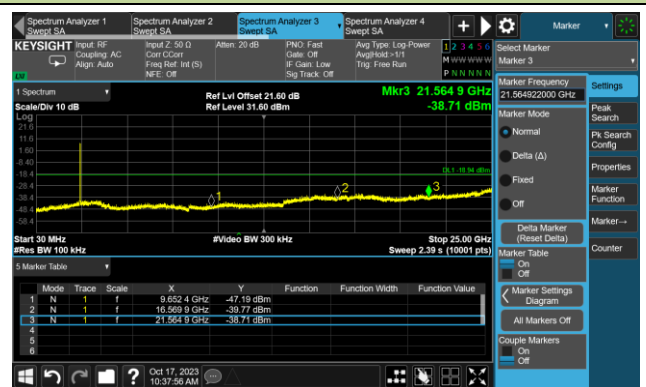 Spectrum Analyzer 1
Swept SA
Spectrum Analyzer 2
Swept SA
Spectrum Analyzer 3
Swept SA
Spectrum Analyzer 4
Swept SA
+
Marker
KEYSIGHT
Input: RF
Coupling: AC
Align: Auto
Input Z: 50 Ω
Corr CCorr
Freq Ref: Int (S)
NFE: Off
Atten: 20 dB
PNO: Fast
Gate: Off
IF Gain: Low
Sig Track: Off
Avg Type: Log-Power
Avg|Hold:>1/1
Trig: Free Run
1 2 3 4 5 6
M W W W W W
P N N N N N
LW
Select Marker
Marker 3
1 Spectrum
Scale/Div 10 dB
Log
Ref Lvl Offset 21.60 dB
Ref Level 31.60 dBm
Mkr3 21.564 9 GHz
-38.71 dBm
21.6
11.6
1.60
-8.40
-18.4
-28.4
-38.4
-48.4
-58.4
DL1 -18.94 dBm
1
2
3
Start 30 MHz
#Res BW 100 kHz
#Video BW 300 kHz
Stop 25.00 GHz
Sweep 2.39 s (10001 pts)
5 Marker Table
Mode Trace Scale X Y Function Function Width Function Value
1 N 1 f 9.652 4 GHz -47.19 dBm
2 N 1 f 16.569 9 GHz -39.77 dBm
3 N 1 f 21.564 9 GHz -38.71 dBm
4
5
6
Marker Frequency
21.564922000 GHz
Marker Mode
Normal
Delta (Δ)
Fixed
Off
Delta Marker
(Reset Delta)
Marker Table
On
Off
Marker Settings
Diagram
All Markers Off
Couple Markers
On
Off
Settings
Peak
Search
Pk Search
Config
Properties
Marker
Function
Marker→
Counter
?
Oct 17, 2023
10:37:56 AM